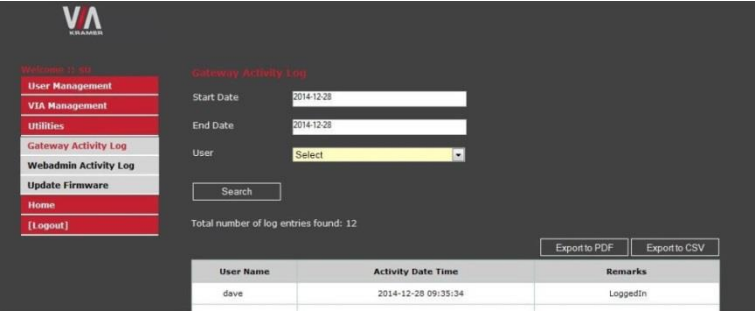 VIA
KRAMER
Welcome :: su
User Management
VIA Management
Utilities
Gateway Activity Log
Webadmin Activity Log
Update Firmware
Home
[Logout]
Gateway Activity Log
Start Date 2014-12-28
End Date 2014-12-28
User Select
Search
Total number of log entries found: 12
Export to PDF Export to CSV
User Name Activity Date Time Remarks
dave 2014-12-28 09:35:34 LoggedIn